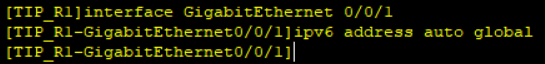 [TIP_R1]interface GigabitEthernet 0/0/1
[TIP_R1-GigabitEthernet0/0/1]ipv6 address auto global
[TIP_R1-GigabitEthernet0/0/1]